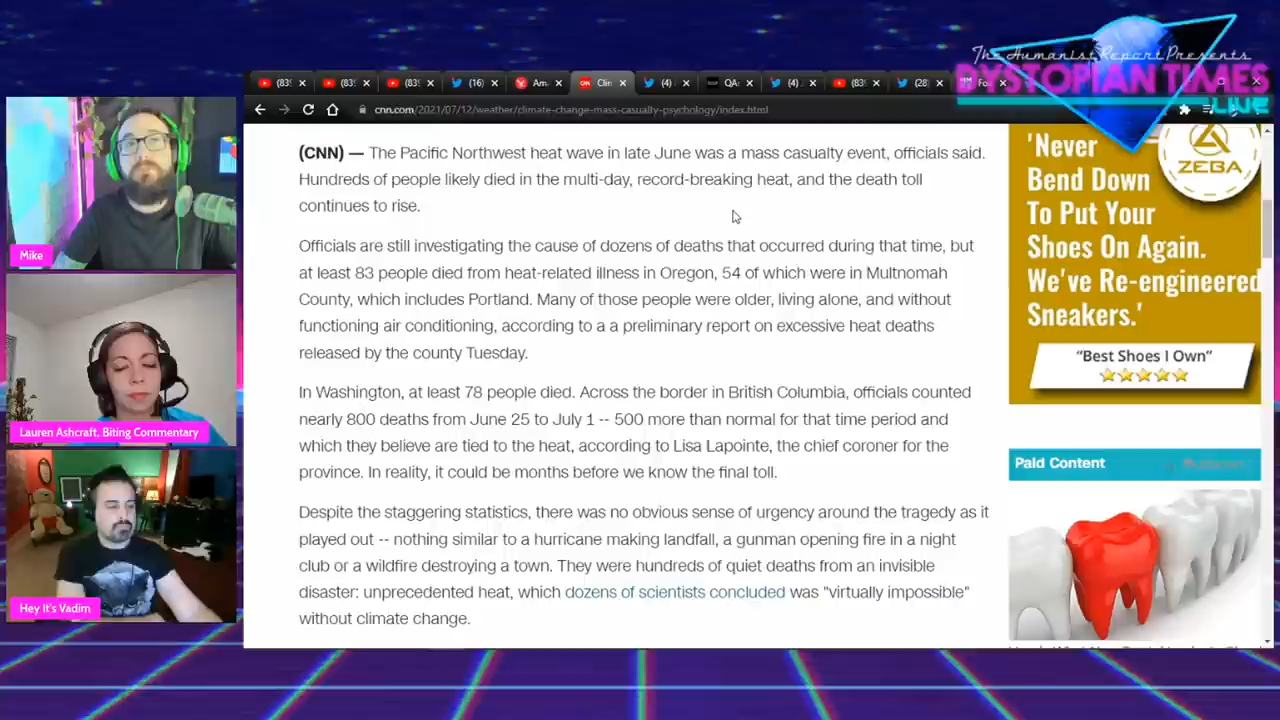 The Humanist Report Presents
DYSTOPIAN TIMES
LIVE
(83)
(83)
(83)
(16)
Am
Clin
(4)
QA
(4)
(83)
(28)
cnn.com/2021/07/12/weather/climate-change-mass-casualty-psychology/index.html
(CNN) — The Pacific Northwest heat wave in late June was a mass casualty event, officials said.
Hundreds of people likely died in the multi-day, record-breaking heat, and the death toll
continues to rise.
Officials are still investigating the cause of dozens of deaths that occurred during that time, but
at least 83 people died from heat-related illness in Oregon, 54 of which were in Multnomah
County, which includes Portland. Many of those people were older, living alone, and without
functioning air conditioning, according to a a preliminary report on excessive heat deaths
released by the county Tuesday.
In Washington, at least 78 people died. Across the border in British Columbia, officials counted
nearly 800 deaths from June 25 to July 1 -- 500 more than normal for that time period and
which they believe are tied to the heat, according to Lisa Lapointe, the chief coroner for the
province. In reality, it could be months before we know the final toll.
Despite the staggering statistics, there was no obvious sense of urgency around the tragedy as it
played out -- nothing similar to a hurricane making landfall, a gunman opening fire in a night
club or a wildfire destroying a town. They were hundreds of quiet deaths from an invisible
disaster: unprecedented heat, which dozens of scientists concluded was "virtually impossible"
without climate change.
'Never
Bend Down
To Put Your
Shoes On Again.
We've Re-engineered
Sneakers.'
ZEBA
“Best Shoes I Own”
Paid Content
Mike
Lauren Ashcraft, Biting Commentary
Hey It's Vadim